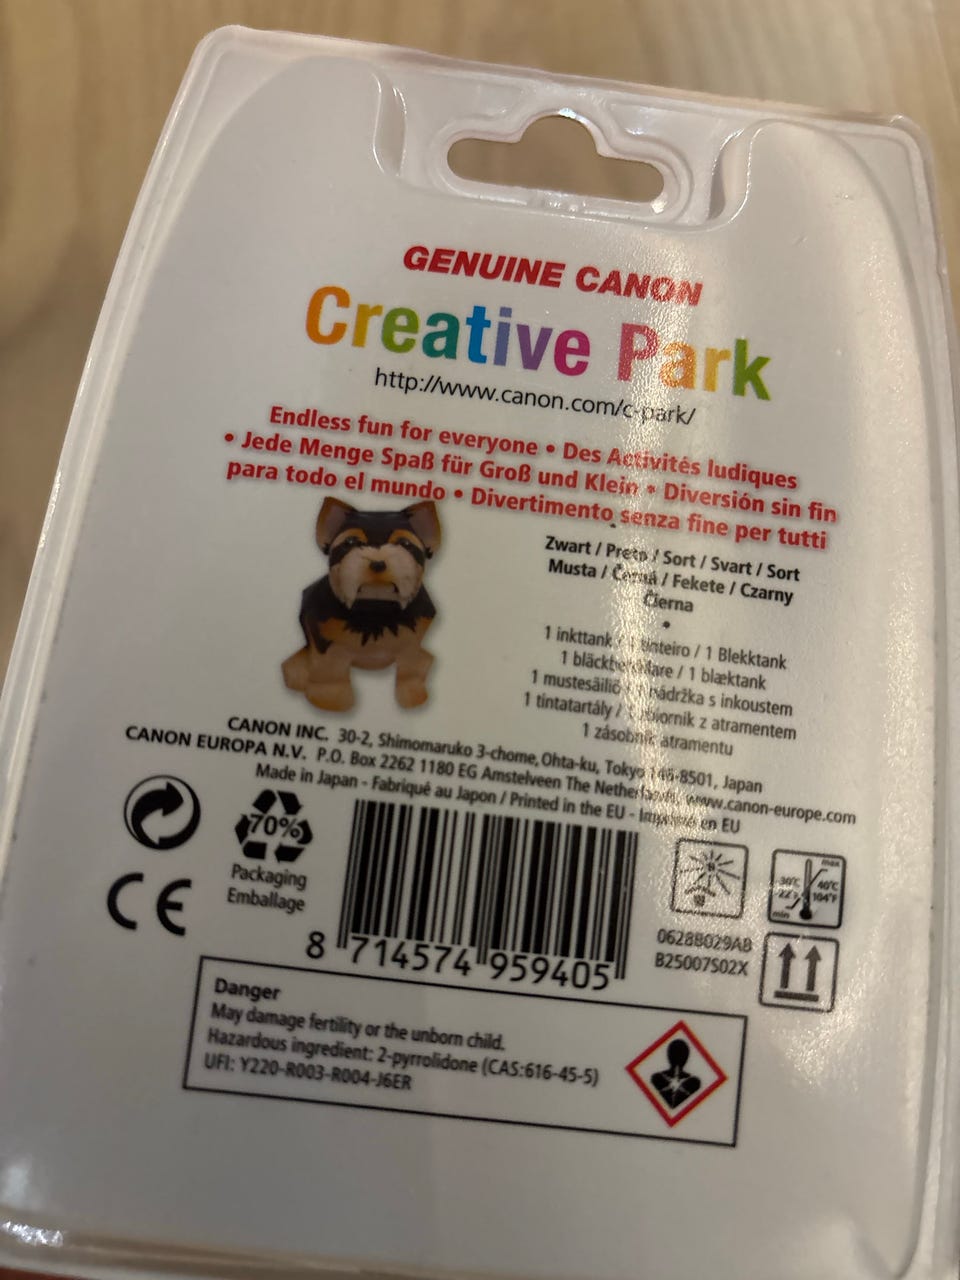 GENUINE CANON
Creative Park
http://www.canon.com/c-park/
Endless fun for everyone • Des Activités ludiques
• Jede Menge Spaß für Groß und Klein • Diversión sin fin
para todo el mundo • Divertimento senza fine per tutti
Zwart / Preto / Sort / Svart / Sort
Musta / Černá / Fekete / Czarny
Čierna
•
1 inkttank / 1 tinteiro / 1 Blekktank
1 bläckbehållare / 1 blæktank
1 mustesäiliö / nádržka s inkoustem
1 tintatartály / zbiornik z atramentem
1 zásobník atramentu
CANON INC. 30-2, Shimomaruko 3-chome, Ohta-ku, Tokyo 146-8501, Japan
CANON EUROPA N.V. P.O. Box 2262 1180 EG Amstelveen The Netherlands, www.canon-europe.com
Made in Japan - Fabriqué au Japon / Printed in the EU - Imprimé en EU
70%
Packaging
Emballage
CE
8 714574 959405
max
-30°C
-22°F
40°C
104°F
min
0628B029AB
B25007S02X
Danger
May damage fertility or the unborn child.
Hazardous ingredient: 2-pyrrolidone (CAS:616-45-5)
UFI: Y220-R003-R004-J6ER